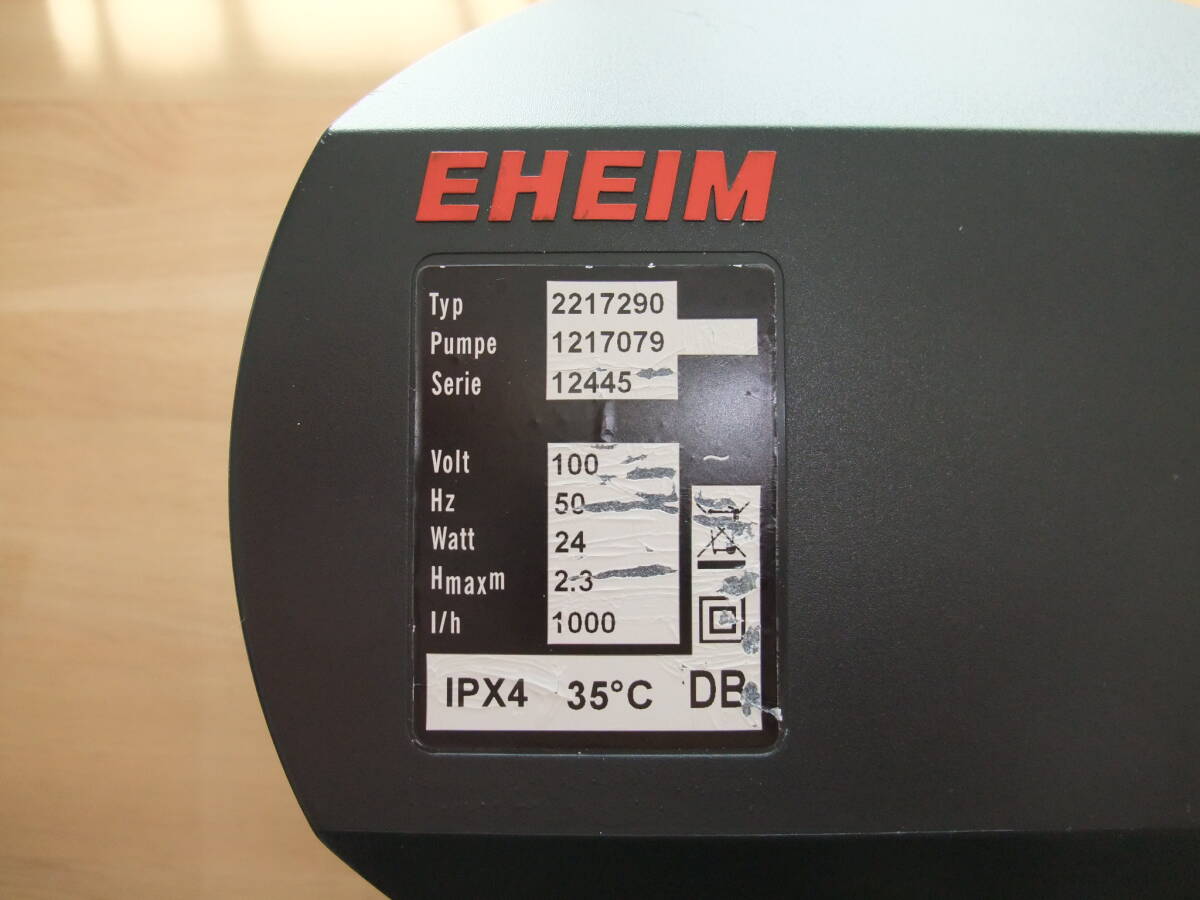 EHEIM
Typ 2217290
Pumpe 1217079
Serie 12445
Volt 100 ~
Hz 50
Watt 24
Hmaxm 2.3
l/h 1000
IPX4 35°C DB